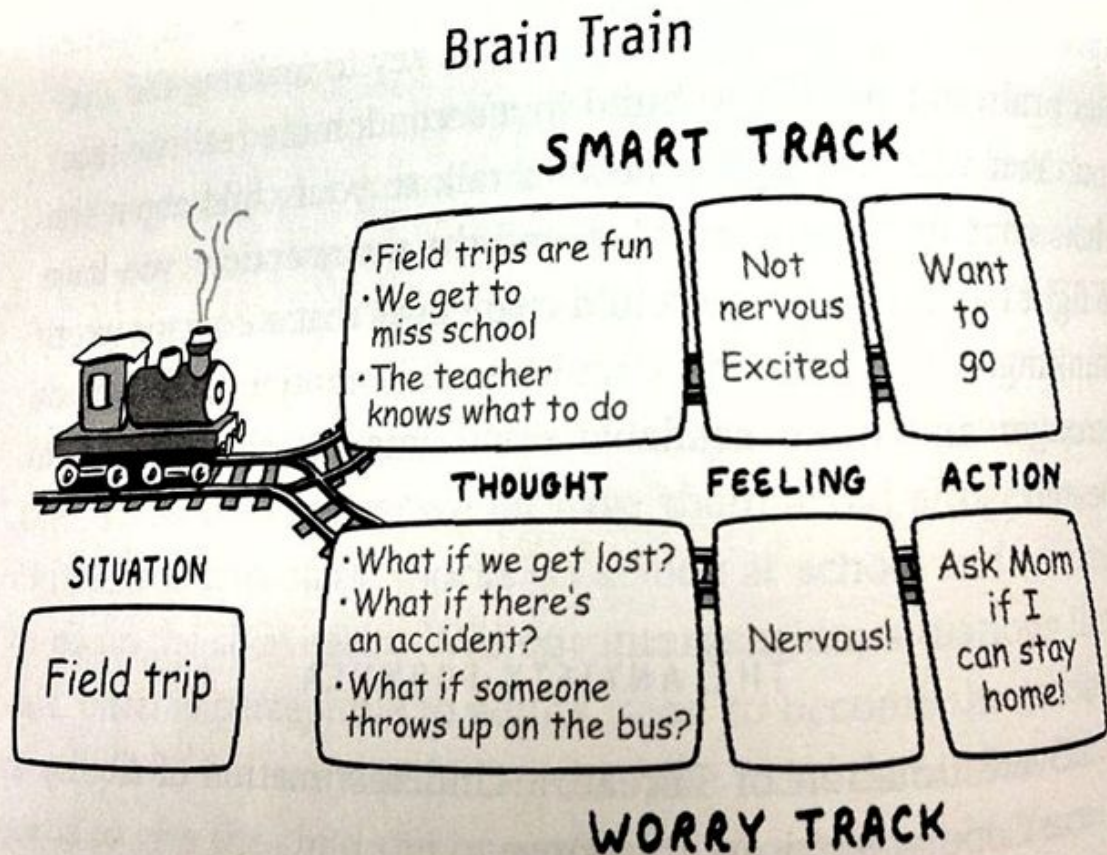 Brain Train
SMART TRACK
·Field trips are fun
·We get to
miss school
·The teacher
knows what to do
Not
nervous
Excited
Want
to
go
THOUGHT
FEELING
ACTION
SITUATION
Field trip
·What if we get lost?
·What if there's
an accident?
·What if someone
throws up on the bus?
Nervous!
Ask Mom
if I
can stay
home!
WORRY TRACK